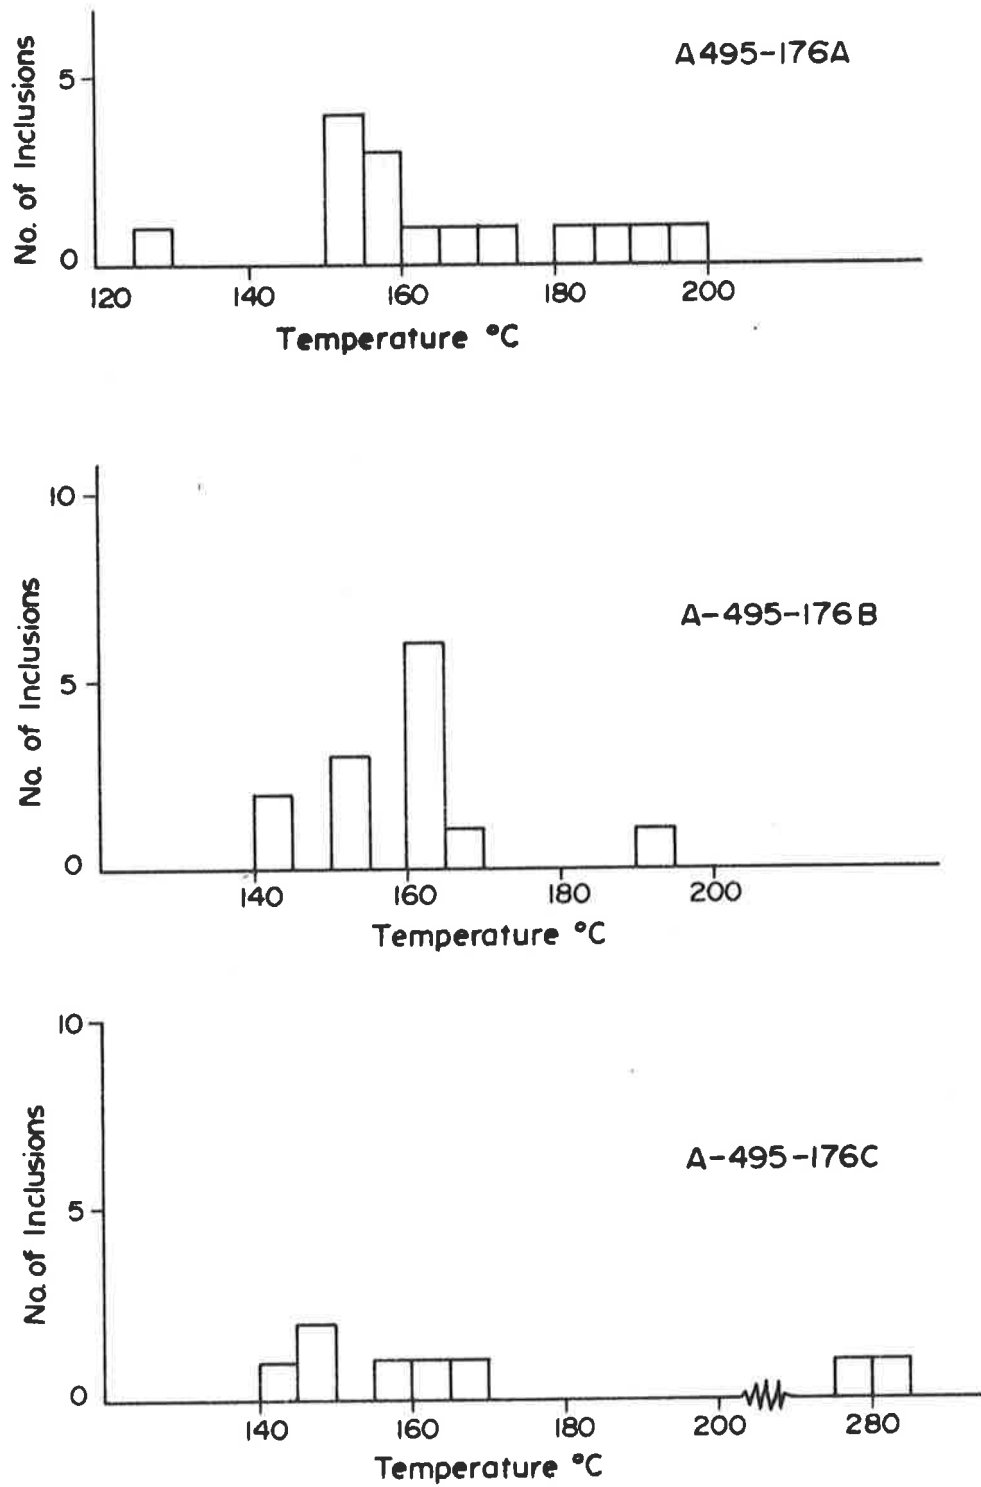 A495-176A
No. of Inclusions
5
0
120 140 160 180 200
Temperature °C
A-495-176B
No. of Inclusions
10
5
0
140 160 180 200
Temperature °C
A-495-176C
No. of Inclusions
10
5
0
140 160 180 200 280
Temperature °C